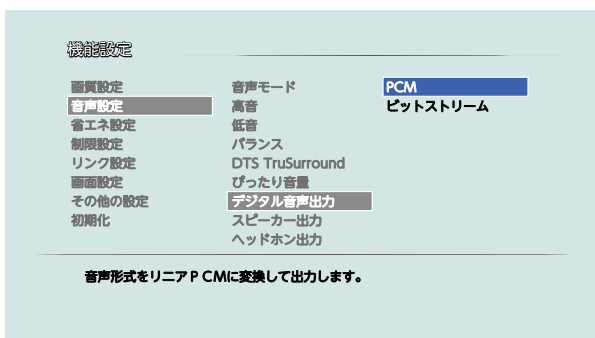 機能設定
画質設定
音声設定
省エネ設定
制限設定
リンク設定
画面設定
その他の設定
初期化
音声モード
高音
低音
バランス
DTS TruSurround
ぴったり音量
デジタル音声出力
スピーカー出力
ヘッドホン出力
PCM
ビットストリーム
音声形式をリニアPCMに変換して出力します。